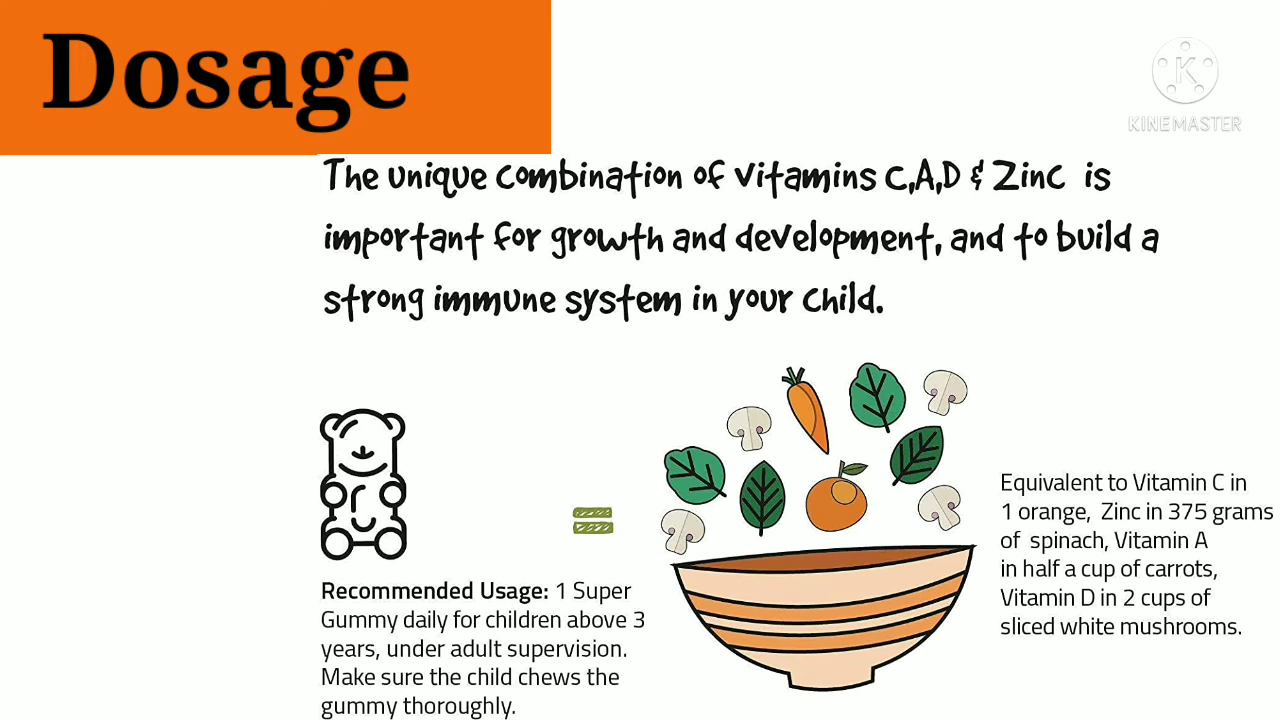 Dosage
KINEMASTER
The unique combination of vitamins C,A,D & Zinc is
important for growth and development, and to build a
strong immune system in your child.
Recommended Usage: 1 Super
Gummy daily for children above 3
years, under adult supervision.
Make sure the child chews the
gummy thoroughly.
=
Equivalent to Vitamin C in
1 orange, Zinc in 375 grams
of spinach, Vitamin A
in half a cup of carrots,
Vitamin D in 2 cups of
sliced white mushrooms.